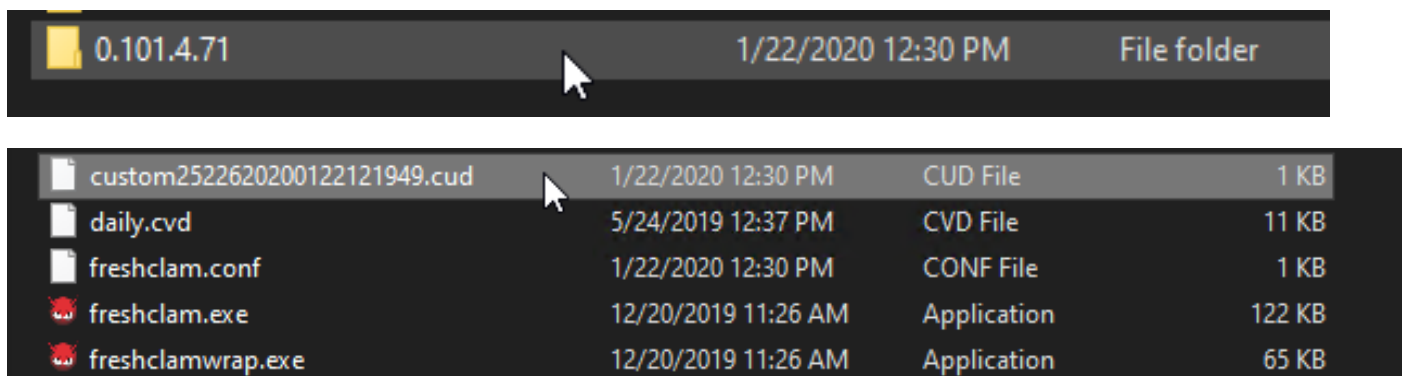 0.101.4.71 1/22/2020 12:30 PM File folder
custom2522620200122121949.cud 1/22/2020 12:30 PM CUD File 1 KB
daily.cvd 5/24/2019 12:37 PM CVD File 11 KB
freshclam.conf 1/22/2020 12:30 PM CONF File 1 KB
freshclam.exe 12/20/2019 11:26 AM Application 122 KB
freshclamwrap.exe 12/20/2019 11:26 AM Application 65 KB